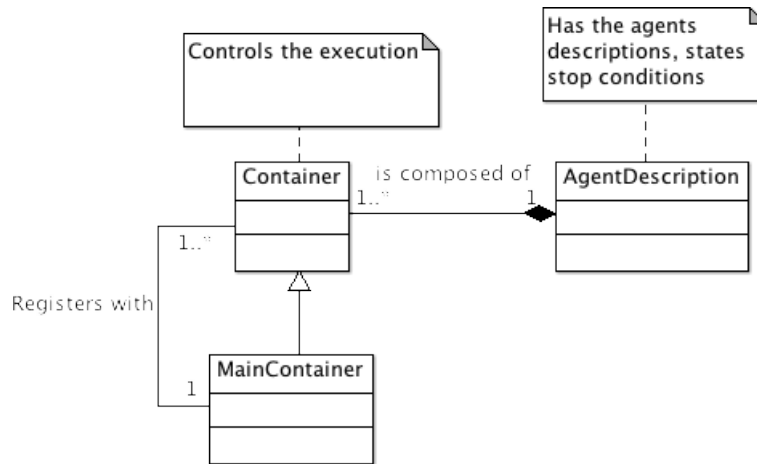 Has the agents
descriptions, states
stop conditions
Controls the execution
is composed of
Container
AgentDescription
1..*
1
1..*
Registers with
MainContainer
1